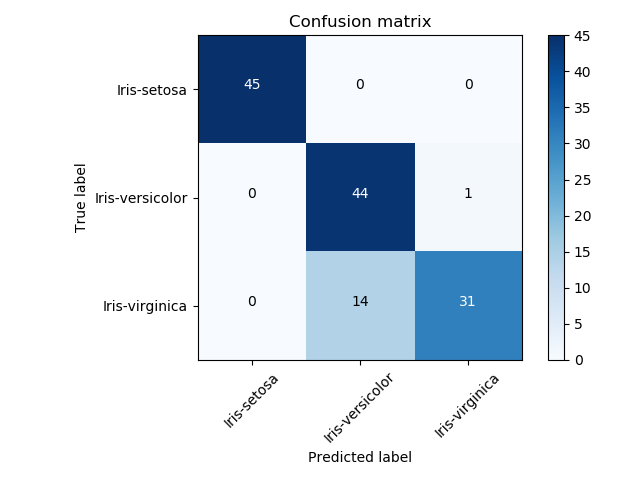 Confusion matrix
True label
Iris-setosa
45 0 0
Iris-versicolor
0 44 1
Iris-virginica
0 14 31
Iris-setosa
Iris-versicolor
Iris-virginica
Predicted label
45
40
35
30
25
20
15
10
5
0